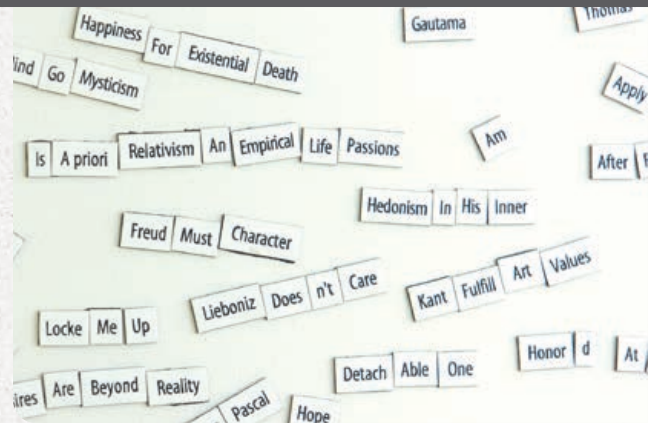 Happiness For Existential Death
Gautama
Thomas
ind Go Mysticism
Apply
Is A priori Relativism An Empirical Life Passions
Am
After
Hedonism In His Inner
Freud Must Character
Lieboniz Does n't Care
Kant Fulfill Art Values
Locke Me Up
Honor d At
Detach Able One
ires Are Beyond Reality
Pascal
Hope